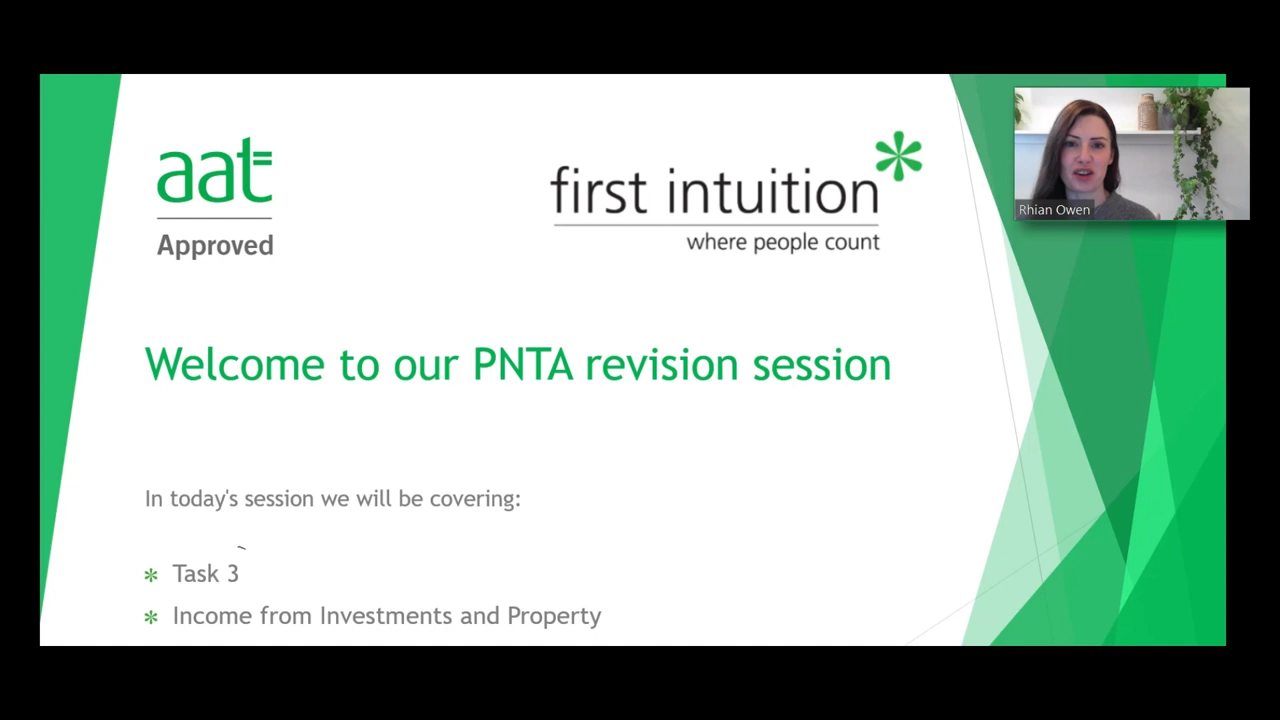 aat
Approved
first intuition
where people count
Rhian Owen
Welcome to our PNTA revision session
In today's session we will be covering:
Task 3
Income from Investments and Property